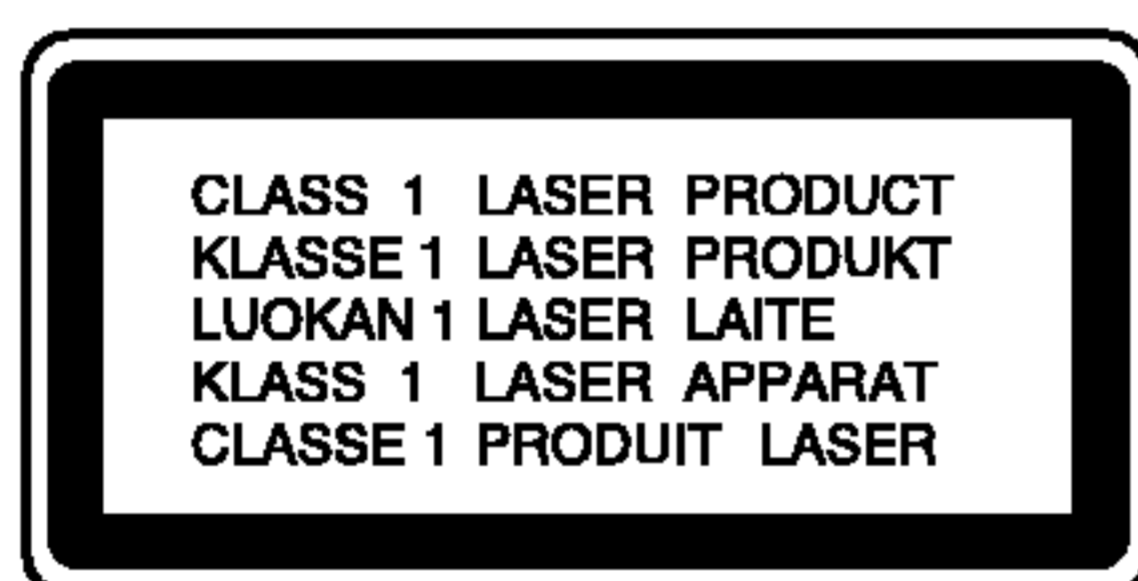 CLASS 1 LASER PRODUCT
KLASSE 1 LASER PRODUKT
LUOKAN 1 LASER LAITE
KLASS 1 LASER APPARAT
CLASSE 1 PRODUIT LASER